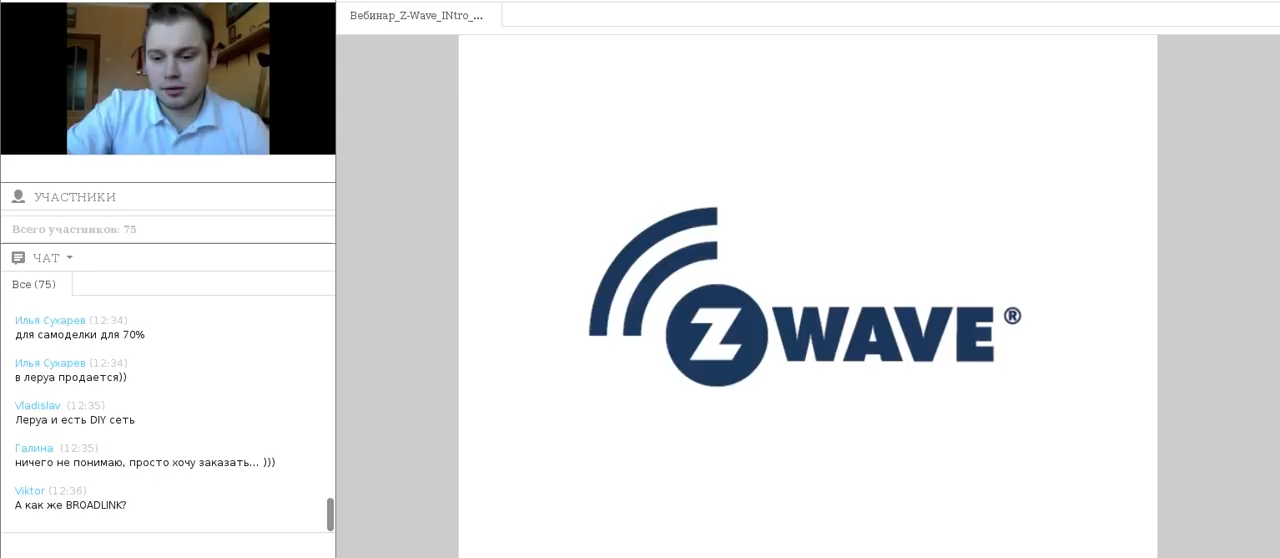 Вебинар_Z-Wave_INtro_...
УЧАСТНИКИ
Всего участников: 75
ЧАТ
Все (75)
Илья Сухарев (12:34)
для самоделки для 70%
Илья Сухарев (12:34)
в леруа продается))
Vladislav (12:35)
Леруа и есть DIY сеть
Галина (12:35)
ничего не понимаю, просто хочу заказать... )))
Viktor (12:36)
А как же BROADLINK?
Z WAVE ®